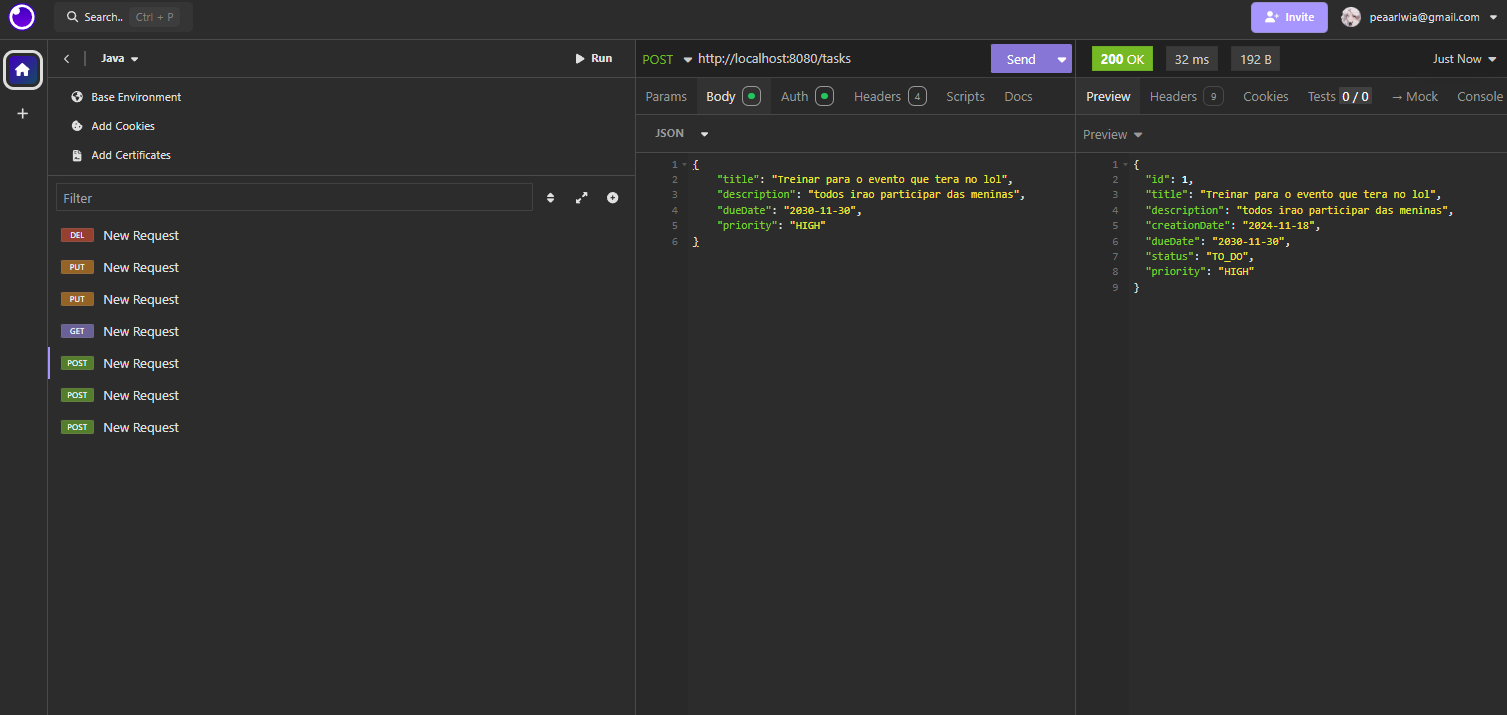 Search.. Ctrl + P
Invite
peaarlwia@gmail.com
Java
Run
Base Environment
Add Cookies
Add Certificates
Filter
DEL New Request
PUT New Request
PUT New Request
GET New Request
POST New Request
POST New Request
POST New Request
POST http://localhost:8080/tasks Send
Params Body Auth Headers 4 Scripts Docs
JSON
1 {
2 "title": "Treinar para o evento que tera no lol",
3 "description": "todos irao participar das meninas",
4 "dueDate": "2030-11-30",
5 "priority": "HIGH"
6 }
200 OK 32 ms 192 B Just Now
Preview Headers 9 Cookies Tests 0 / 0 → Mock Console
Preview
1 {
2 "id": 1,
3 "title": "Treinar para o evento que tera no lol",
4 "description": "todos irao participar das meninas",
5 "creationDate": "2024-11-18",
6 "dueDate": "2030-11-30",
7 "status": "TO_DO",
8 "priority": "HIGH"
9 }